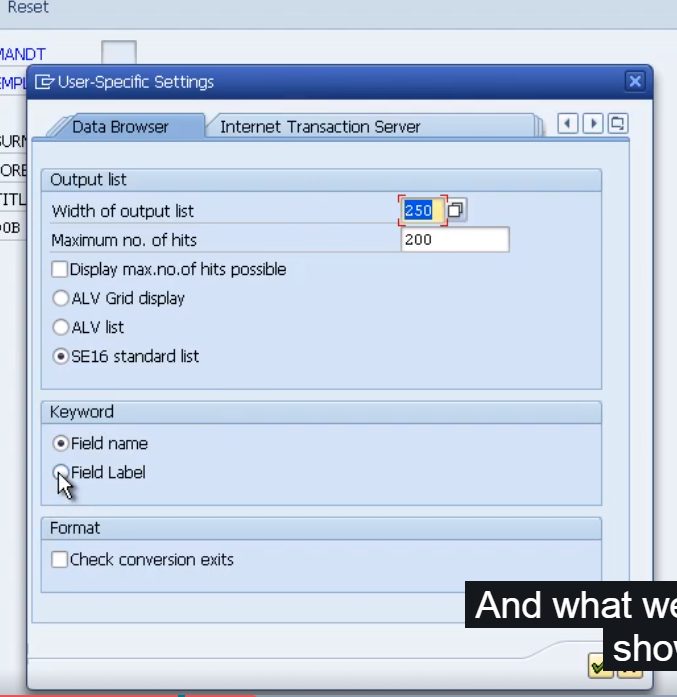 Reset
MANDT
EMPL
User-Specific Settings
Data Browser
Internet Transaction Server
SURN
FORE
TITL
DOB
Output list
Width of output list 250
Maximum no. of hits 200
Display max.no.of hits possible
ALV Grid display
ALV list
SE16 standard list
Keyword
Field name
Field Label
Format
Check conversion exits
And what we
show